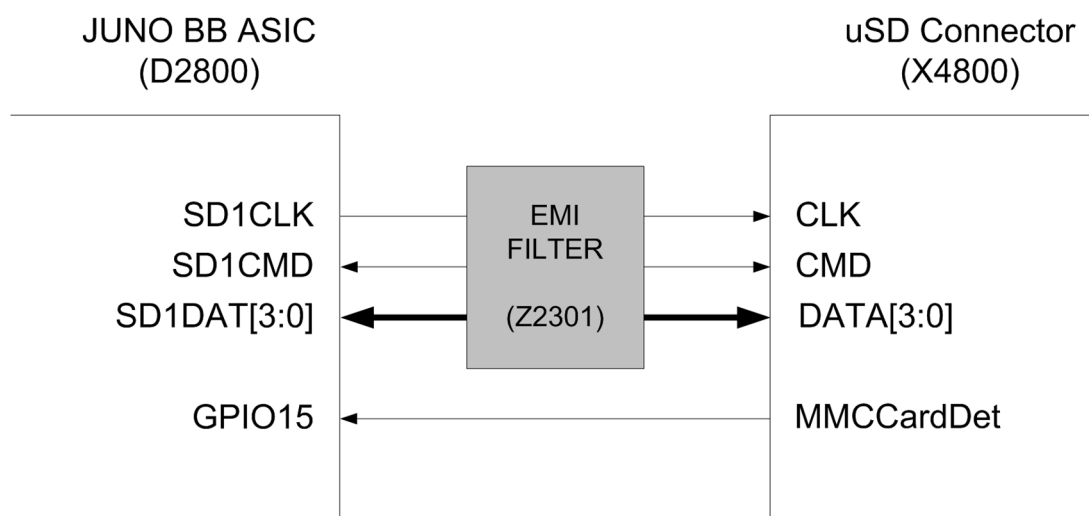 JUNO BB ASIC
(D2800)
uSD Connector
(X4800)
SD1CLK
EMI
FILTER
(Z2301)
CLK
SD1CMD
CMD
SD1DAT[3:0]
DATA[3:0]
GPIO15
MMCCardDet